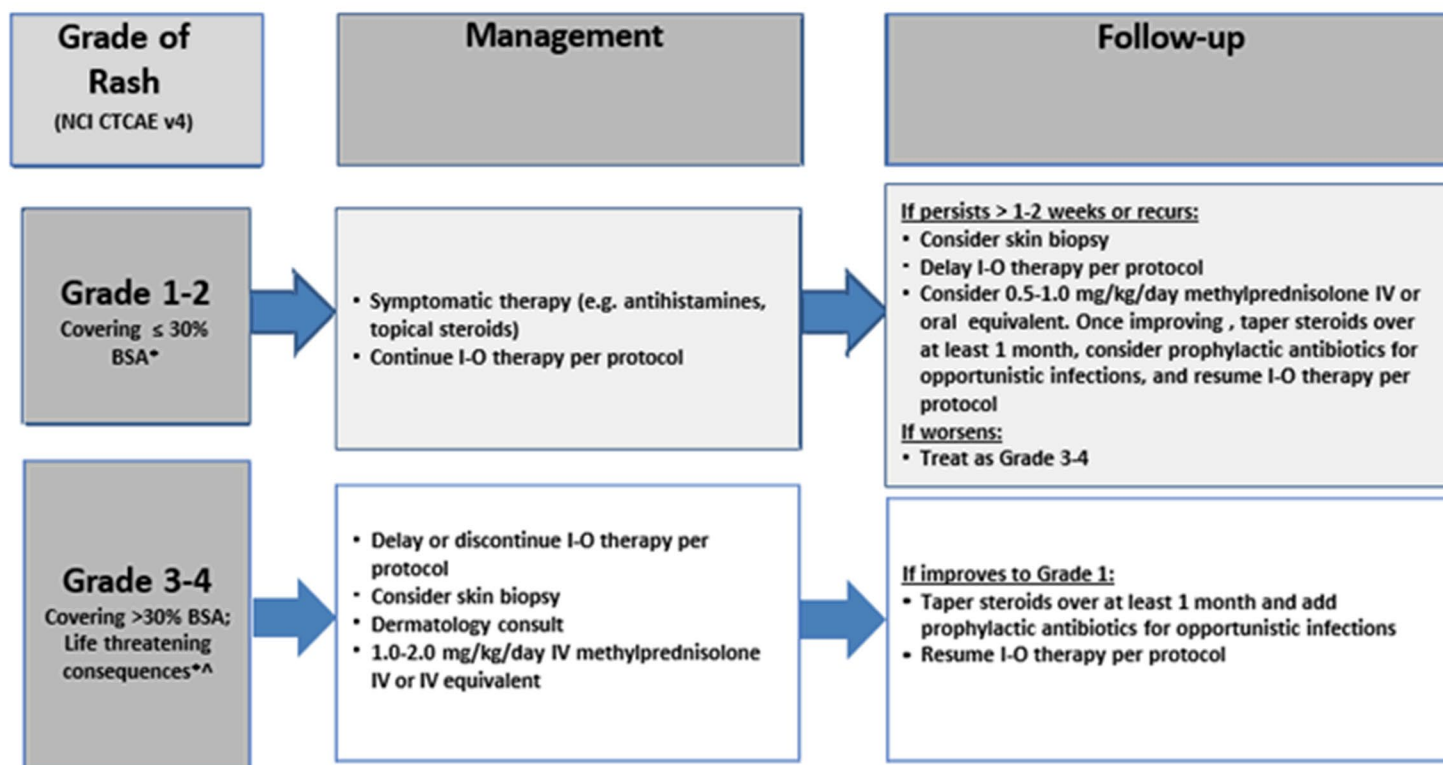 Grade of
Rash
(NCI CTCAE v4)
Management
Follow-up
Grade 1-2
Covering ≤ 30%
BSA*
• Symptomatic therapy (e.g. antihistamines,
topical steroids)
• Continue I-O therapy per protocol
If persists > 1-2 weeks or recurs:
• Consider skin biopsy
• Delay I-O therapy per protocol
• Consider 0.5-1.0 mg/kg/day methylprednisolone IV or
oral equivalent. Once improving , taper steroids over
at least 1 month, consider prophylactic antibiotics for
opportunistic infections, and resume I-O therapy per
protocol
If worsens:
• Treat as Grade 3-4
Grade 3-4
Covering >30% BSA;
Life threatening
consequences*^
• Delay or discontinue I-O therapy per
protocol
• Consider skin biopsy
• Dermatology consult
• 1.0-2.0 mg/kg/day IV methylprednisolone
IV or IV equivalent
If improves to Grade 1:
• Taper steroids over at least 1 month and add
prophylactic antibiotics for opportunistic infections
• Resume I-O therapy per protocol